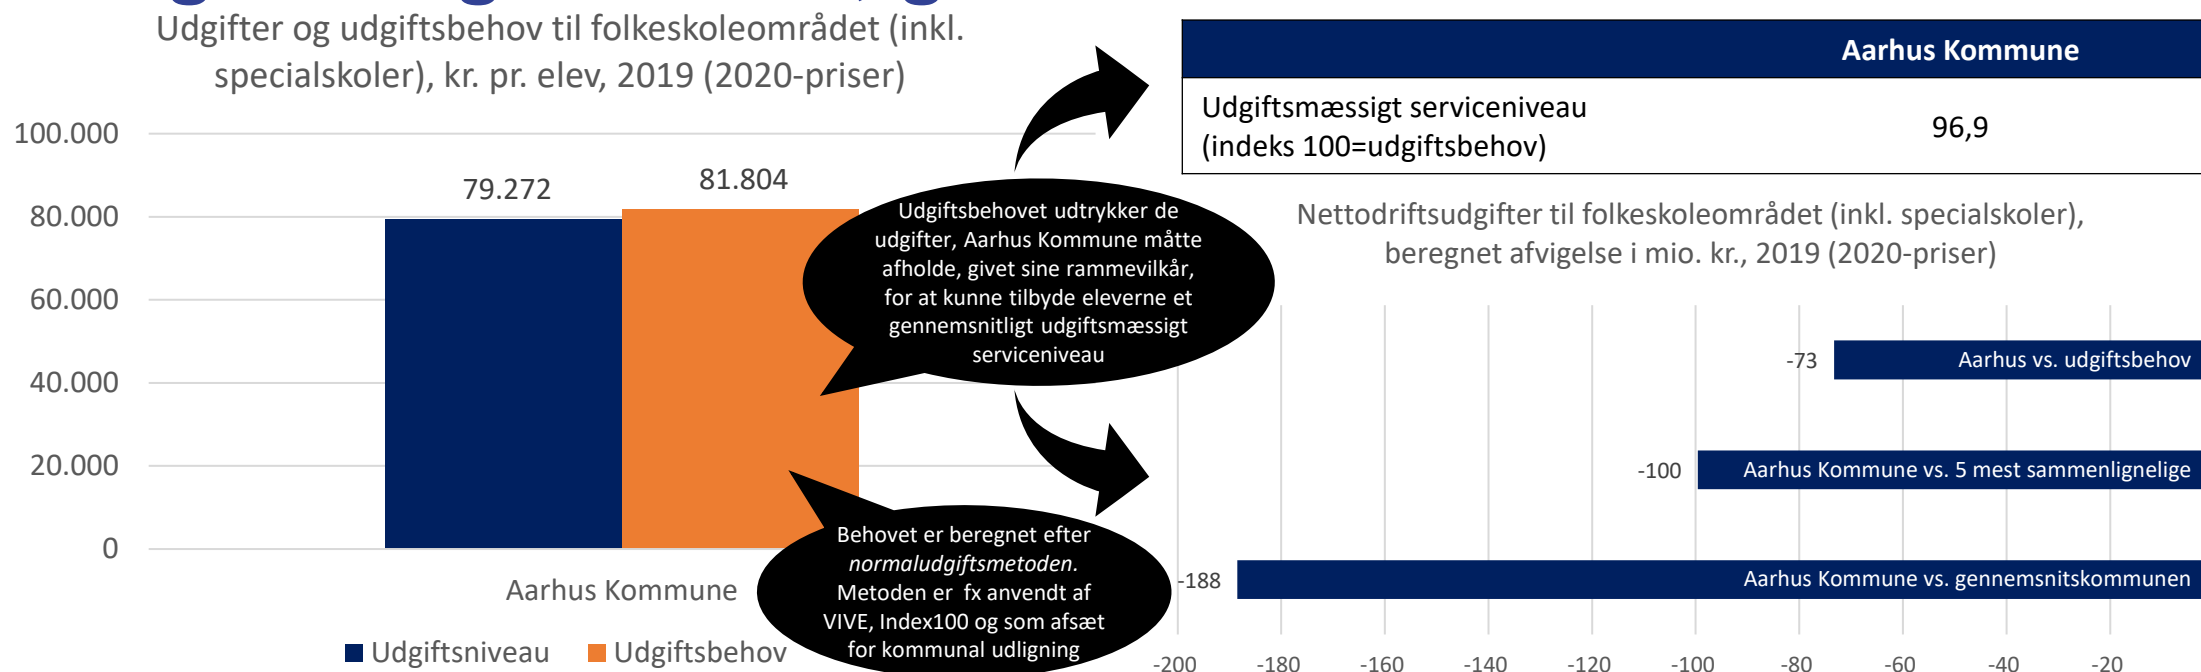 Udgifter og udgiftsbehov til folkeskoleområdet (inkl.
specialskoler), kr. pr. elev, 2019 (2020-priser)
100.000
80.000
60.000
40.000
20.000
0
79.272
81.804
Aarhus Kommune
Udgiftsniveau
Udgiftsbehov
Udgiftsbehovet udtrykker de
udgifter, Aarhus Kommune måtte
afholde, givet sine rammevilkår,
for at kunne tilbyde eleverne et
gennemsnitligt udgiftsmæssigt
serviceniveau
Behovet er beregnet efter
normaludgiftsmetoden.
Metoden er fx anvendt af
VIVE, Index100 og som afsæt
for kommunal udligning
Aarhus Kommune
Udgiftsmæssigt serviceniveau
(indeks 100=udgiftsbehov)
96,9
Nettodriftsudgifter til folkeskoleområdet (inkl. specialskoler),
beregnet afvigelse i mio. kr., 2019 (2020-priser)
-73
Aarhus vs. udgiftsbehov
-100
Aarhus Kommune vs. 5 mest sammenlignelige
-188
Aarhus Kommune vs. gennemsnitskommunen
-200 -180 -160 -140 -120 -100 -80 -60 -40 -20